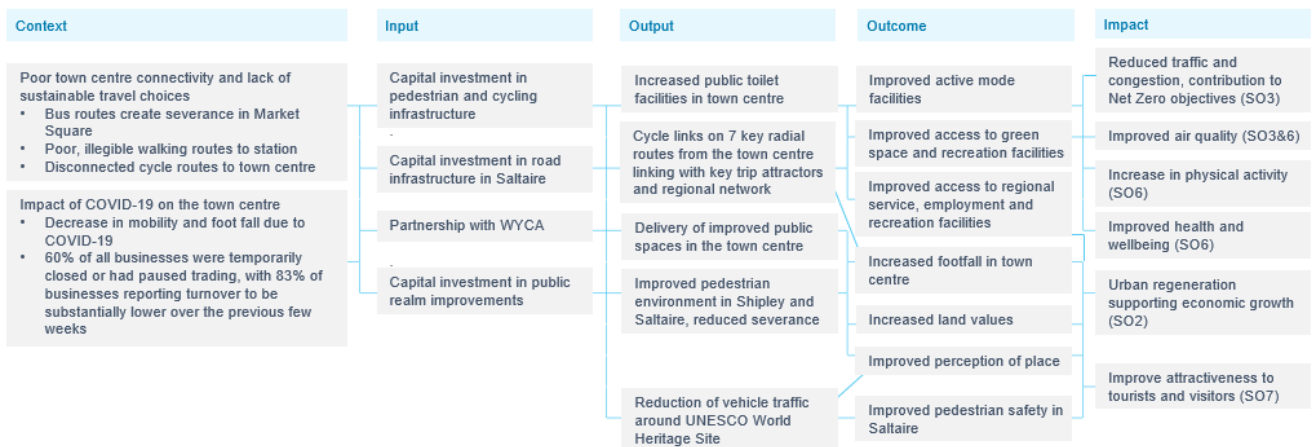 Context
Poor town centre connectivity and lack of
sustainable travel choices
• Bus routes create severance in Market
Square
• Poor, illegible walking routes to station
• Disconnected cycle routes to town centre
Impact of COVID-19 on the town centre
• Decrease in mobility and foot fall due to
COVID-19
• 60% of all businesses were temporarily
closed or had paused trading, with 83% of
businesses reporting turnover to be
substantially lower over the previous few
weeks
Input
Capital investment in
pedestrian and cycling
infrastructure
.
Capital investment in road
infrastructure in Saltaire
Partnership with WYCA
.
Capital investment in public
realm improvements
Output
Increased public toilet
facilities in town centre
Cycle links on 7 key radial
routes from the town centre
linking with key trip attractors
and regional network
Delivery of improved public
spaces in the town centre
Improved pedestrian
environment in Shipley and
Saltaire, reduced severance
Reduction of vehicle traffic
around UNESCO World
Heritage Site
Outcome
Improved active mode
facilities
Improved access to green
space and recreation facilities
Improved access to regional
service, employment and
recreation facilities
Increased footfall in town
centre
Increased land values
Improved perception of place
Improved pedestrian safety in
Saltaire
Impact
Reduced traffic and
congestion, contribution to
Net Zero objectives (SO3)
Improved air quality (SO3&6)
Increase in physical activity
(SO6)
Improved health and
wellbeing (SO6)
Urban regeneration
supporting economic growth
(SO2)
Improve attractiveness to
tourists and visitors (SO7)